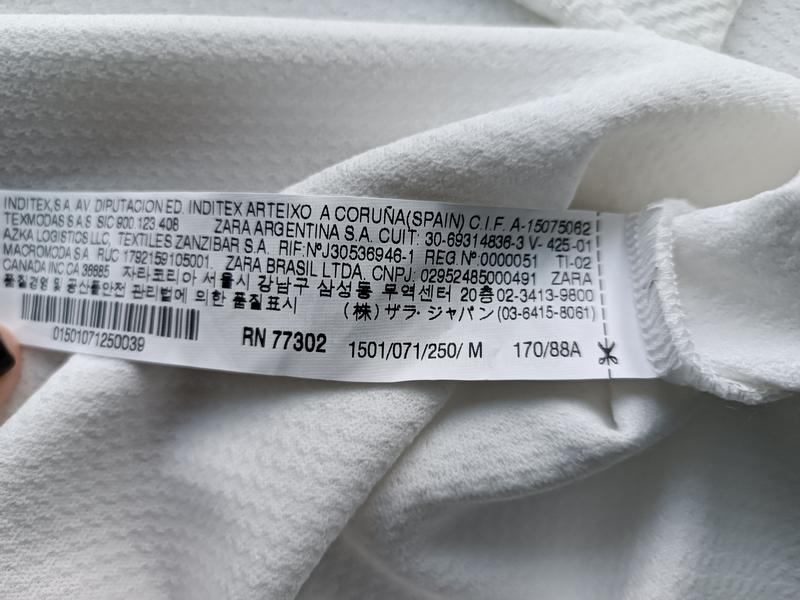 INDITEX,S.A. AV. DIPUTACION ED. INDITEX ARTEIXO A CORUÑA(SPAIN) C.I.F. A-15075062
TEXMODAS S.A.S. SIC 900.123.408 ZARA ARGENTINA S.A. CUIT: 30-69314836-3 V- 425-01
AZKA LOGISTICS LLC, TEXTILES ZANZIBAR S.A. RIF:NºJ30536946-1 REG.Nº:0000051 TI-02
MACROMODA S.A. RUC 1792159105001. ZARA BRASIL LTDA. CNPJ: 02952485000491 ZARA
CANADA INC CA 38685 자라코리아 서울시 강남구 삼성동 무역센터 20층 02-3413-9800
품질경영 및 공산품안전 관리법에 의한 품질표시 (株) ザラ・ジャパン (03-6415-8061)
01501071250039
RN 77302 1501/071/250/ M 170/88A